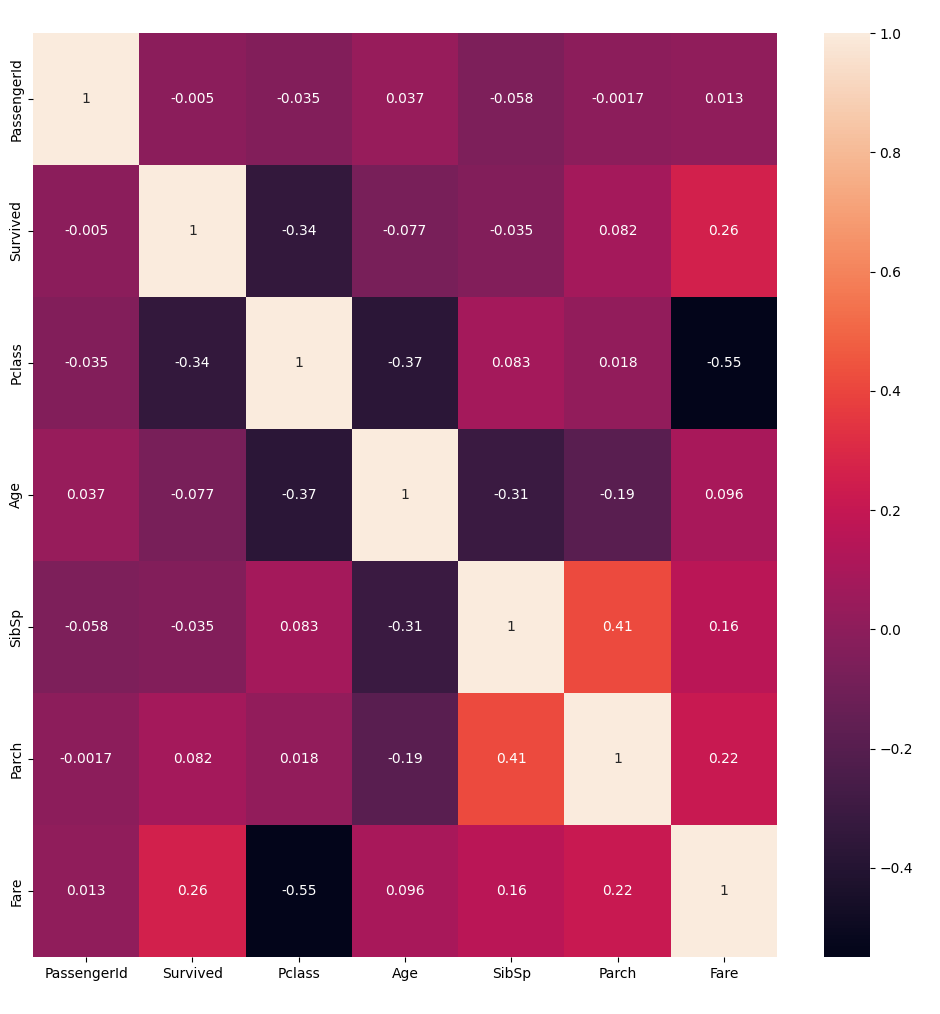 PassengerId 1 -0.005 -0.035 0.037 -0.058 -0.0017 0.013
Survived -0.005 1 -0.34 -0.077 -0.035 0.082 0.26
Pclass -0.035 -0.34 1 -0.37 0.083 0.018 -0.55
Age 0.037 -0.077 -0.37 1 -0.31 -0.19 0.096
SibSp -0.058 -0.035 0.083 -0.31 1 0.41 0.16
Parch -0.0017 0.082 0.018 -0.19 0.41 1 0.22
Fare 0.013 0.26 -0.55 0.096 0.16 0.22 1
PassengerId Survived Pclass Age SibSp Parch Fare
1.0
0.8
0.6
0.4
0.2
0.0
−0.2
−0.4